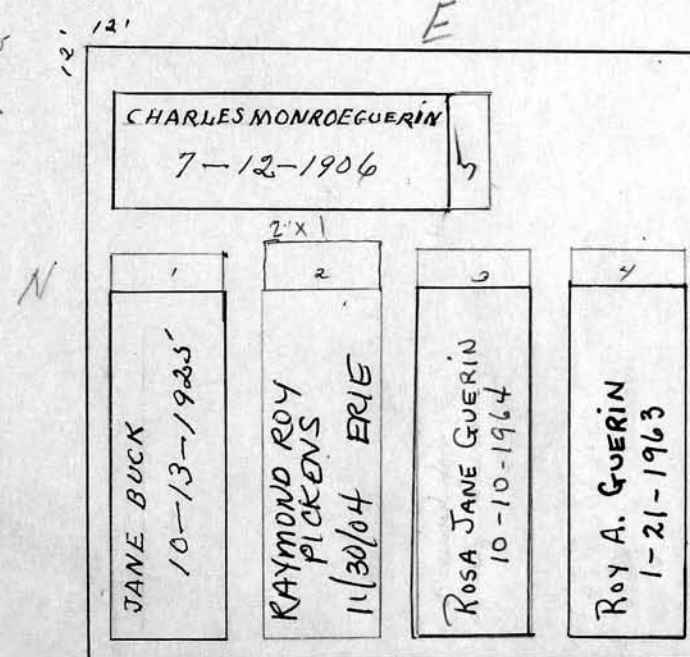 12'
E
12'
CHARLES MONROE GUERIN
7-12-1906
5
2'X1
N
1
2
3
4
JANE BUCK
10-13-1925
RAYMOND ROY
PICKENS
11/30/04 ERIE
ROSA JANE GUERIN
10-10-1964
ROY A. GUERIN
1-21-1963